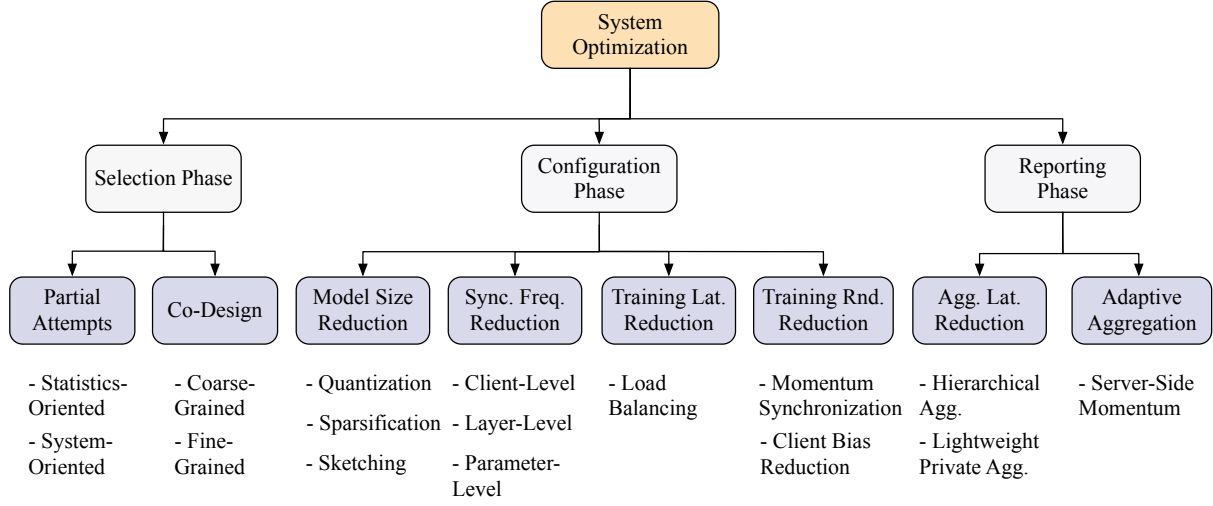 System
Optimization
Selection Phase
Configuration
Phase
Reporting
Phase
Partial
Attempts
Co-Design
Model Size
Reduction
Sync. Freq.
Reduction
Training Lat.
Reduction
Training Rnd.
Reduction
Agg. Lat.
Reduction
Adaptive
Aggregation
- Statistics-
Oriented
- System-
Oriented
- Coarse-
Grained
- Fine-
Grained
- Quantization
- Sparsification
- Sketching
- Client-Level
- Layer-Level
- Parameter-
Level
- Load
Balancing
- Momentum
Synchronization
- Client Bias
Reduction
- Hierarchical
Agg.
- Lightweight
Private Agg.
- Server-Side
Momentum